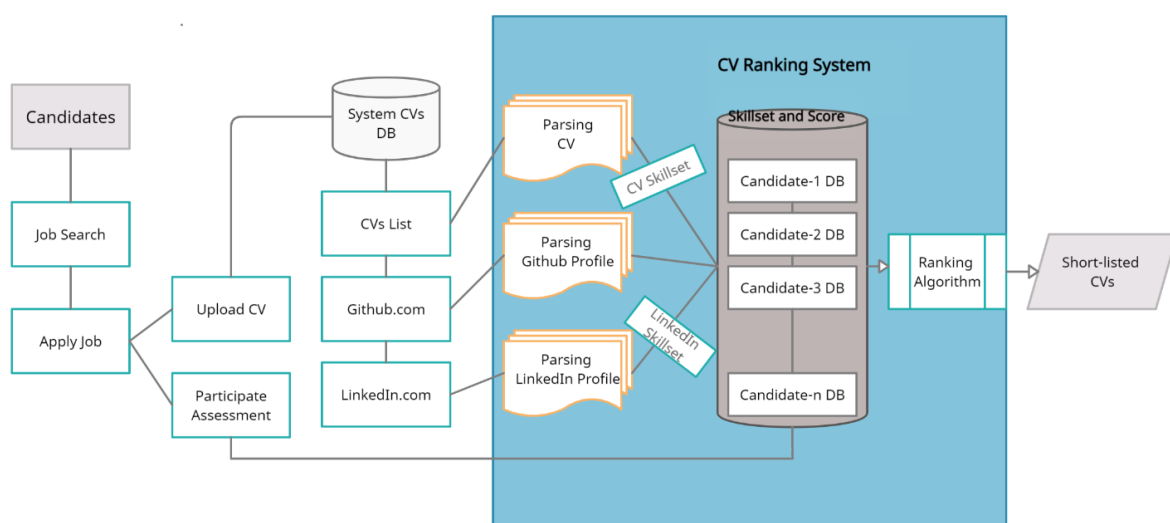 CV Ranking System
Candidates
Job Search
Apply Job
Upload CV
Participate
Assessment
System CVs
DB
CVs List
Github.com
LinkedIn.com
Parsing
CV
Parsing
Github Profile
Parsing
LinkedIn Profile
CV Skillset
LinkedIn
Skillset
Skillset and Score
Candidate-1 DB
Candidate-2 DB
Candidate-3 DB
Candidate-n DB
Ranking
Algorithm
Short-listed
CVs